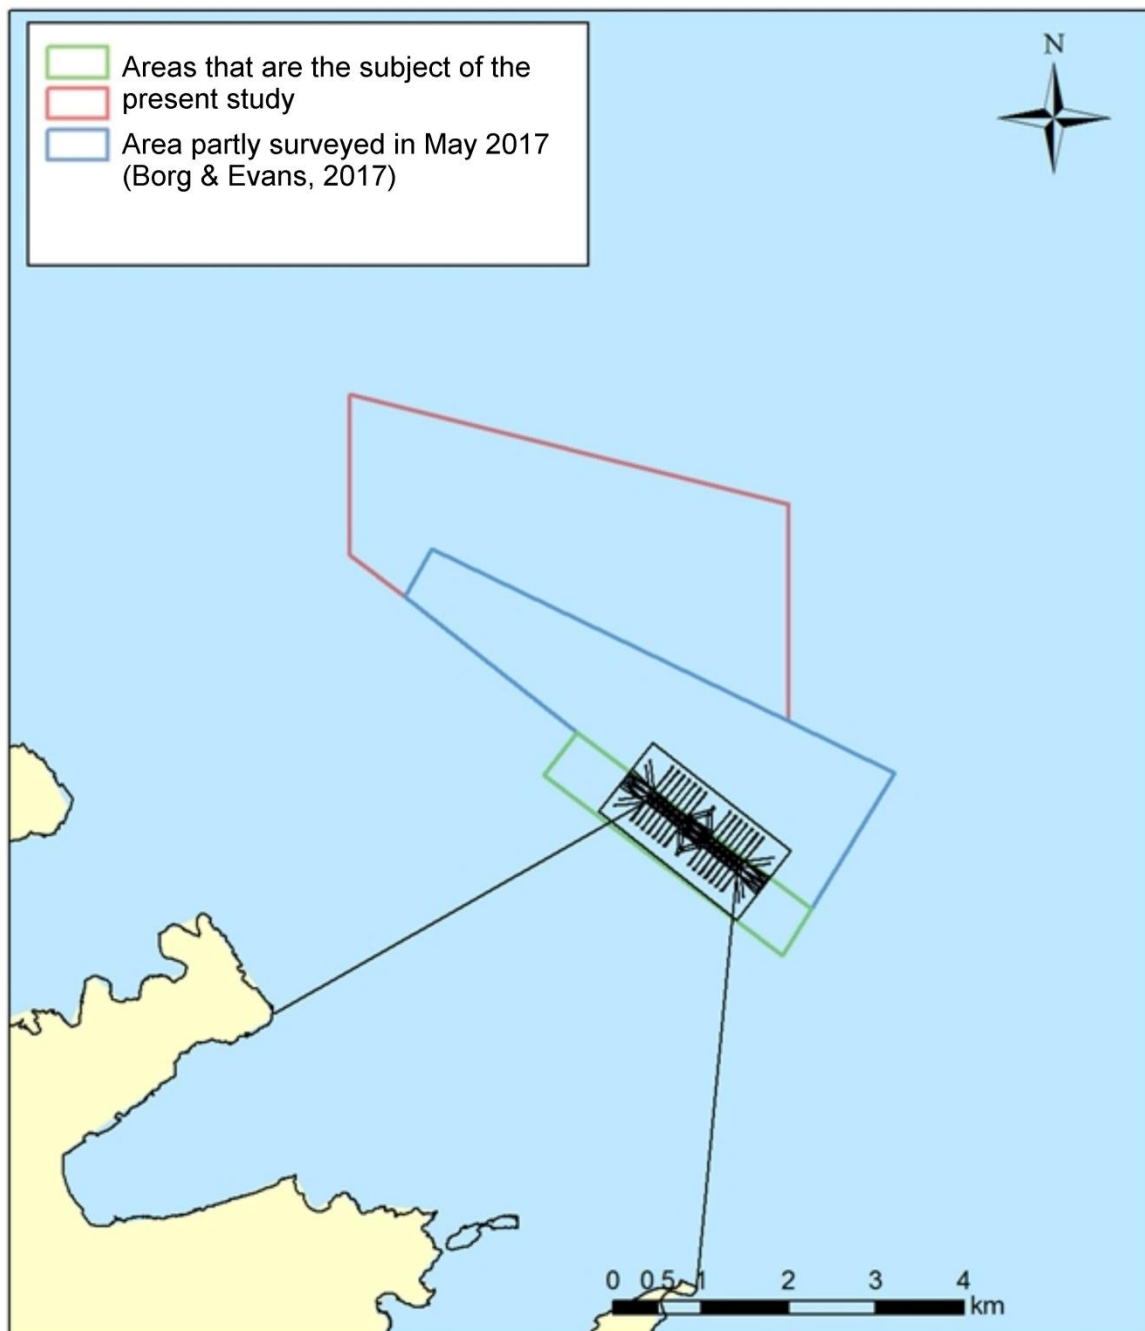 Areas that are the subject of the
present study
Area partly surveyed in May 2017
(Borg & Evans, 2017)
N
0 0.5 1 2 3 4
km